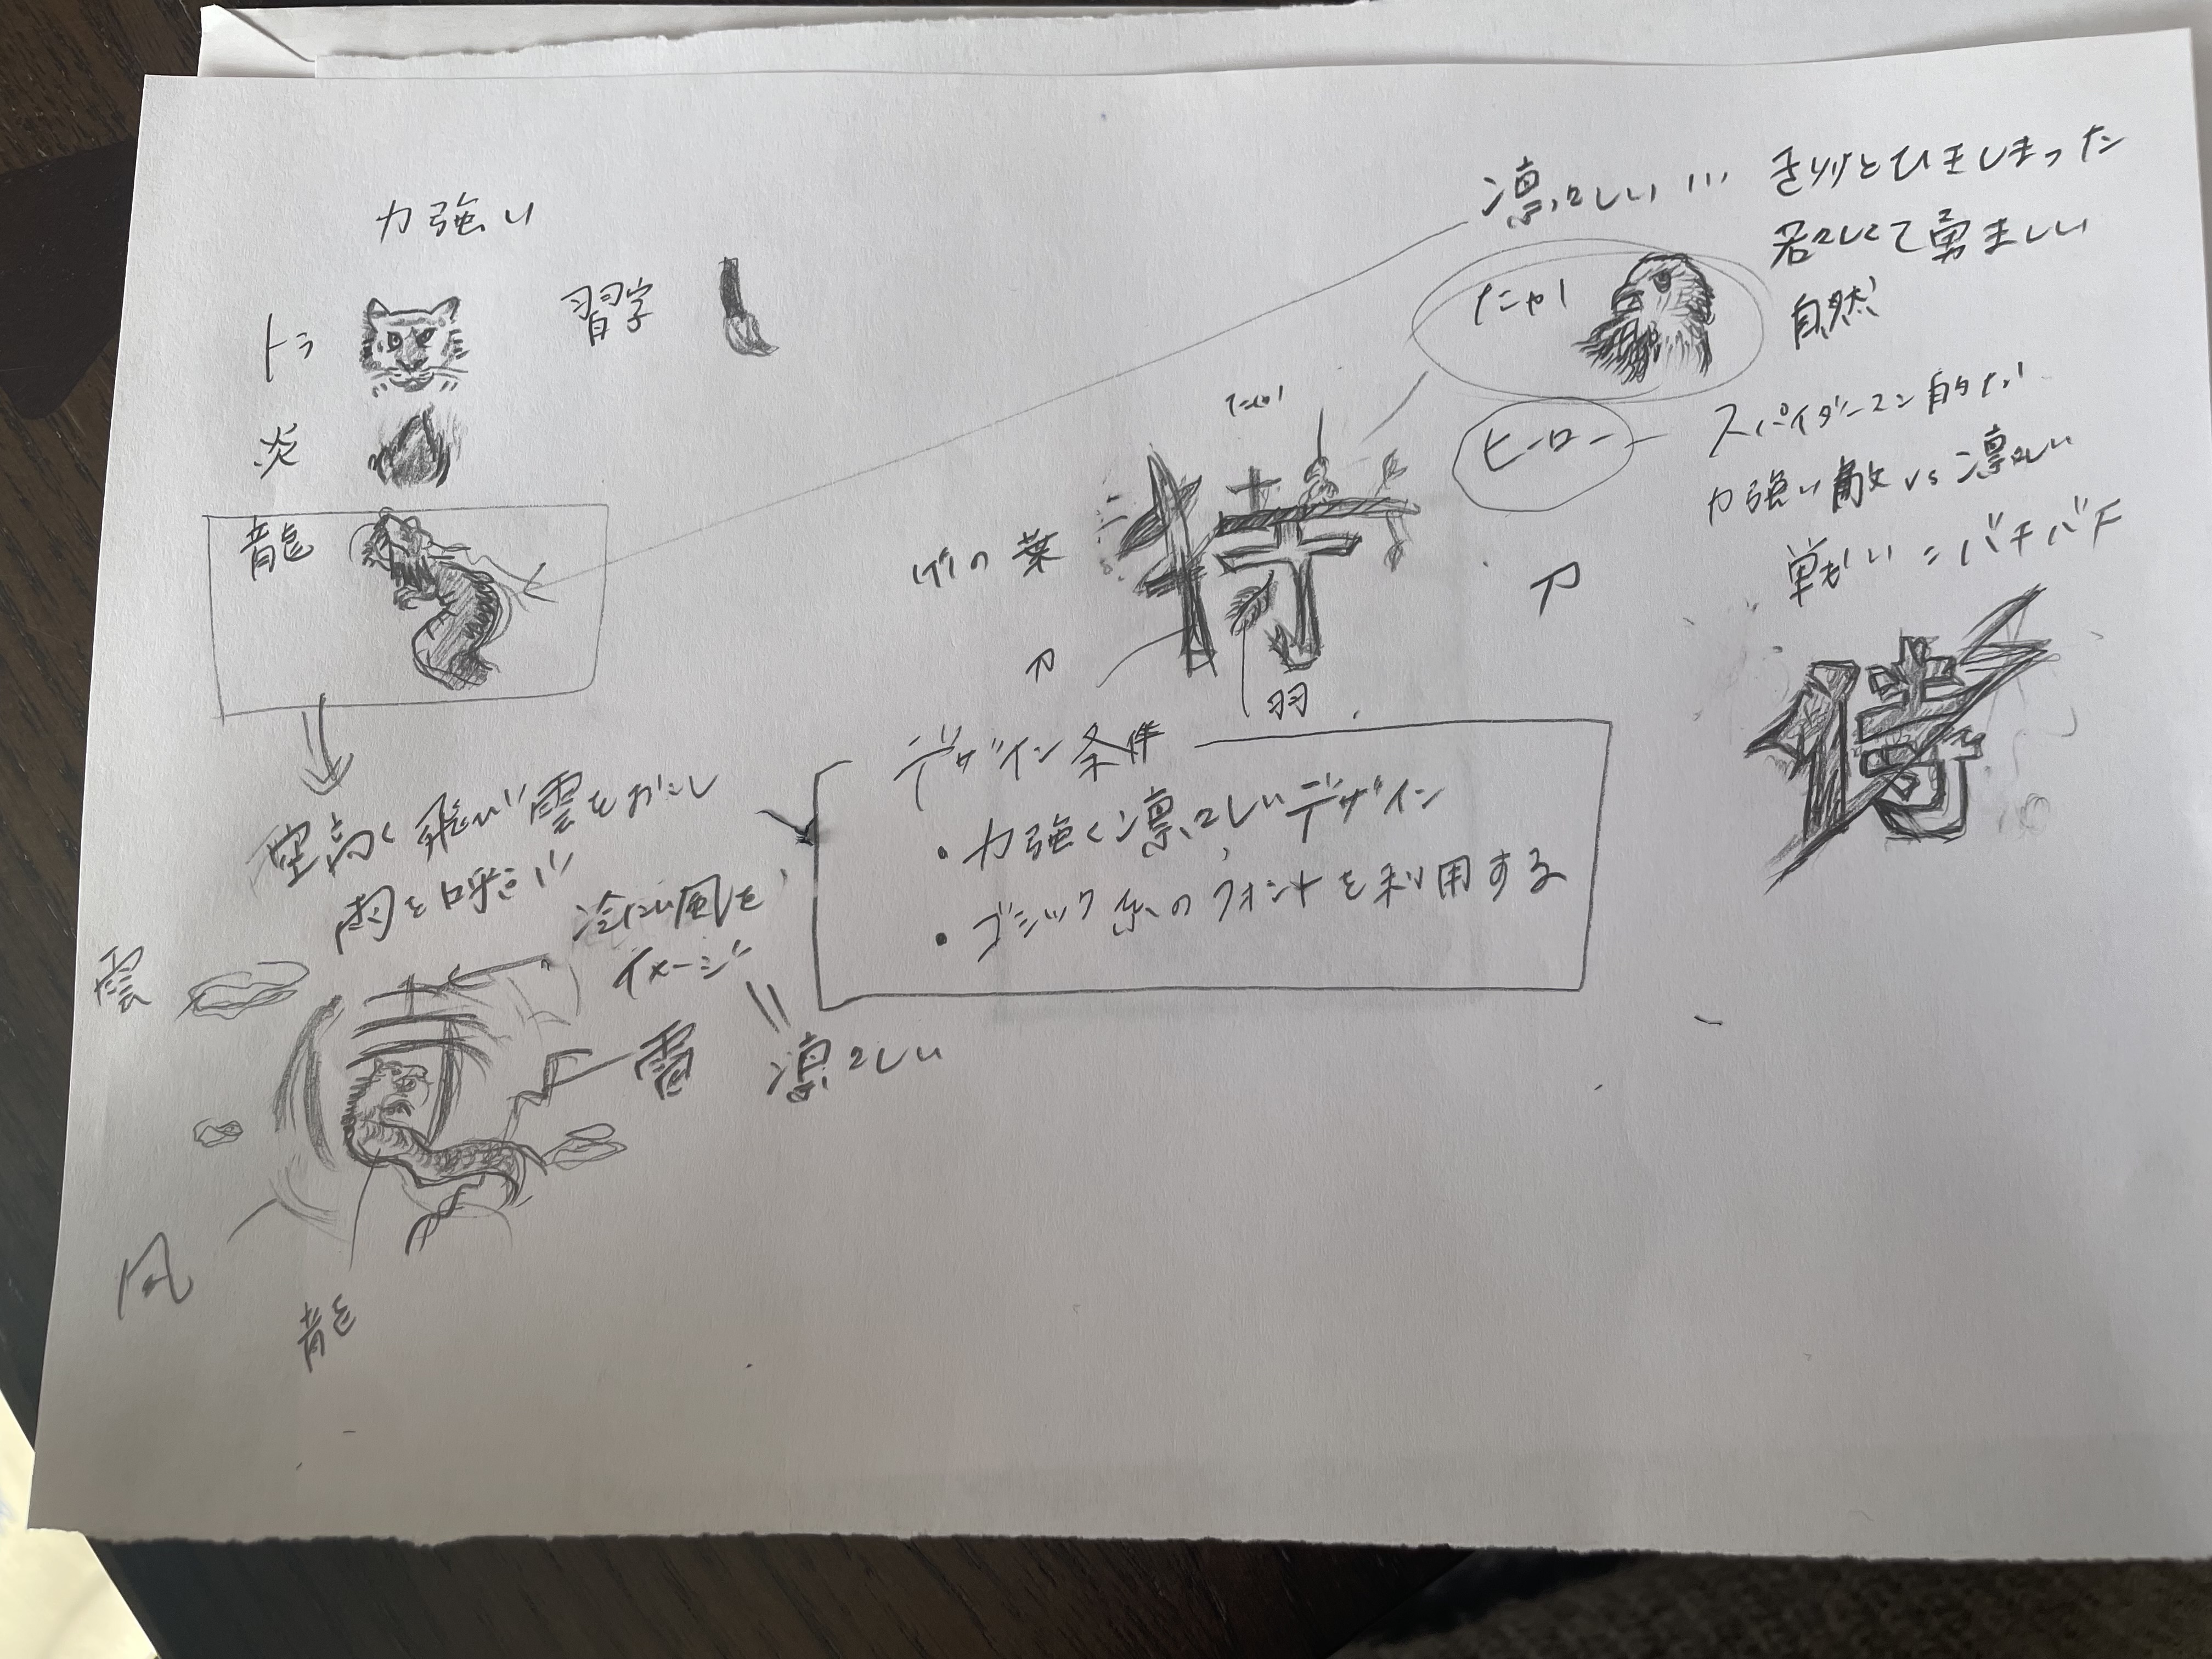 力強い
トラ
習字
炎
龍
空高く飛び雲をおこし
雨を呼ぶ
冷たい風を
イメージ
凛々しい
雲
雷
風
龍
凛々しい… きりりとひきしまった
若々しくて勇ましい
自然
たか
ヒーロー
スパイダーマン的な
力強い敵 vs 凛々しい
戦い = バチバチ
たか
竹の葉
侍
刀
羽
刀
侍
デザイン条件
・力強く凛々しいデザイン
・ゴシック系のフォントを利用する